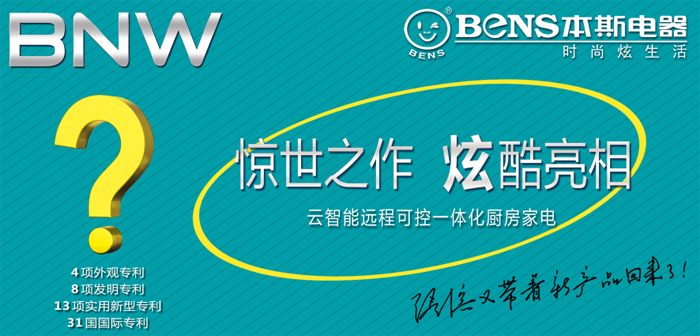 BNW
BENS
BENS本斯电器
时尚炫生活
惊世之作 炫酷亮相
云智能远程可控一体化厨房家电
?
4项外观专利
8项发明专利
13项实用新型专利
31国国际专利
又带着新产品回来了!